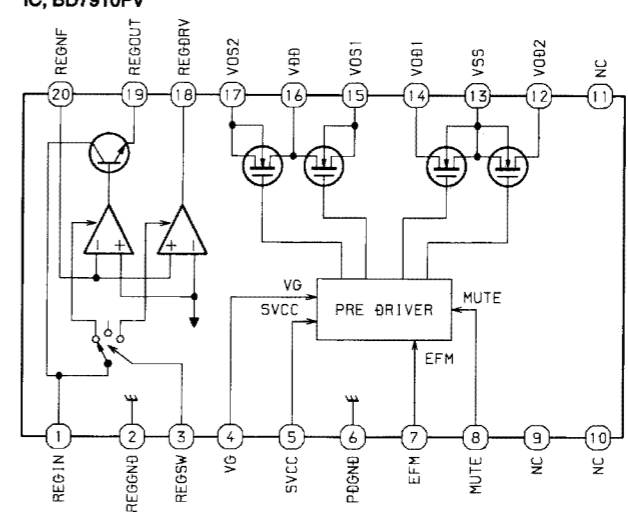 IC, BD7910FV
REGNF
REGOUT
REGDRV
VOS2
VDD
VOS1
VOD1
VSS
VOD2
NC
20
19
18
17
16
15
14
13
12
11
- +
+ -
VG
SVCC
PRE DRIVER
MUTE
EFM
1
2
3
4
5
6
7
8
9
10
REGIN
REGGND
REGSW
VG
SVCC
PDGND
EFM
MUTE
NC
NC